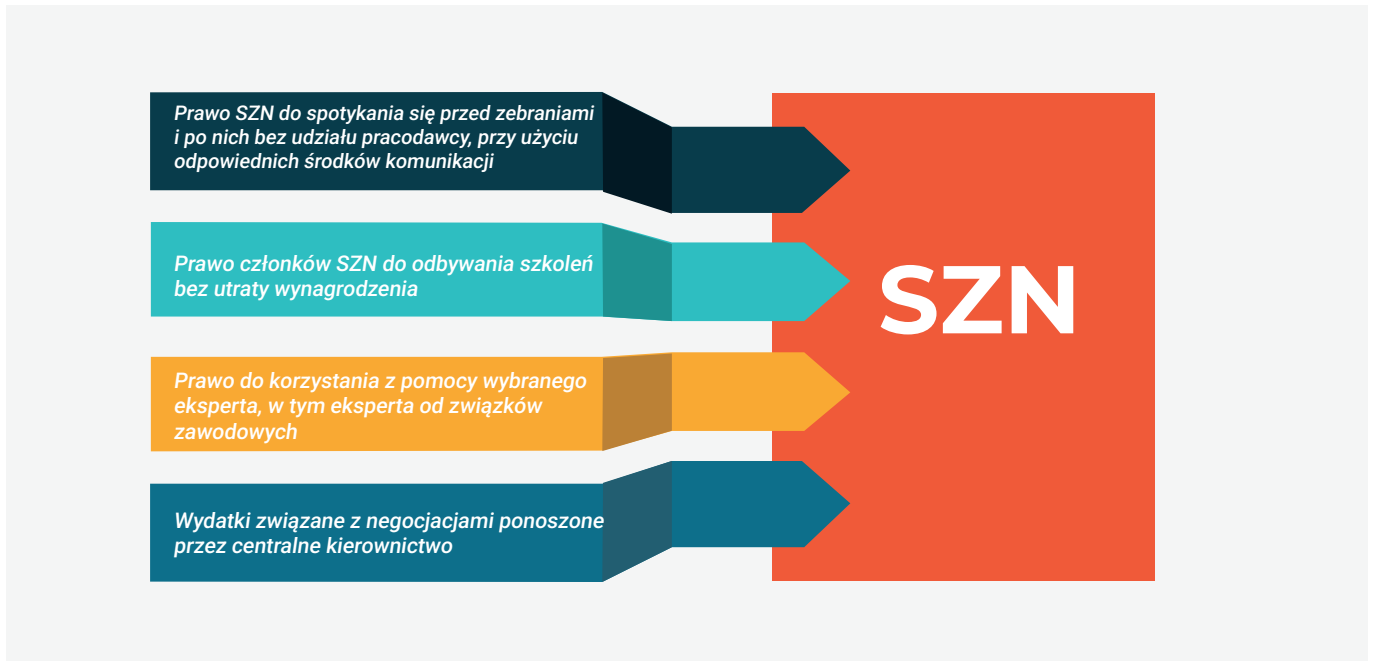 Prawo SZN do spotykania się przed zebraniami
i po nich bez udziału pracodawcy, przy użyciu
odpowiednich środków komunikacji
Prawo członków SZN do odbywania szkoleń
bez utraty wynagrodzenia
Prawo do korzystania z pomocy wybranego
eksperta, w tym eksperta od związków
zawodowych
Wydatki związane z negocjacjami ponoszone
przez centralne kierownictwo
SZN